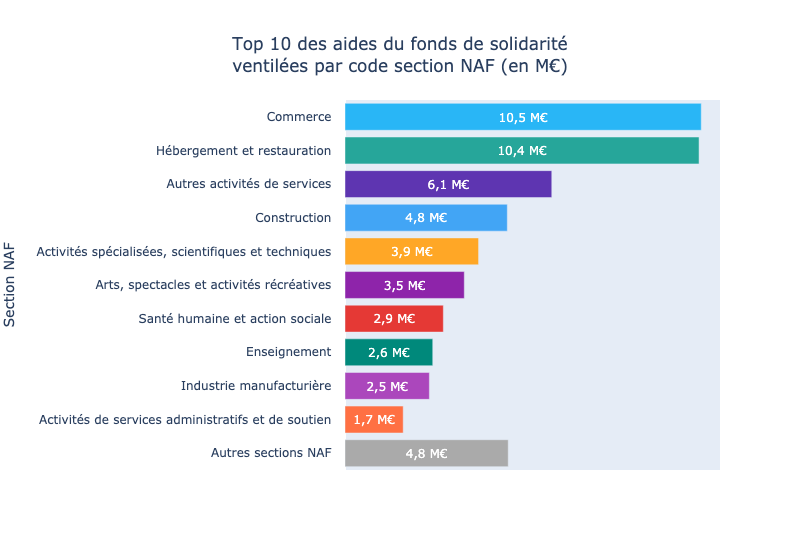 Top 10 des aides du fonds de solidarité
ventilées par code section NAF (en M€)
Section NAF
Commerce 10,5 M€
Hébergement et restauration 10,4 M€
Autres activités de services 6,1 M€
Construction 4,8 M€
Activités spécialisées, scientifiques et techniques 3,9 M€
Arts, spectacles et activités récréatives 3,5 M€
Santé humaine et action sociale 2,9 M€
Enseignement 2,6 M€
Industrie manufacturière 2,5 M€
Activités de services administratifs et de soutien 1,7 M€
Autres sections NAF 4,8 M€